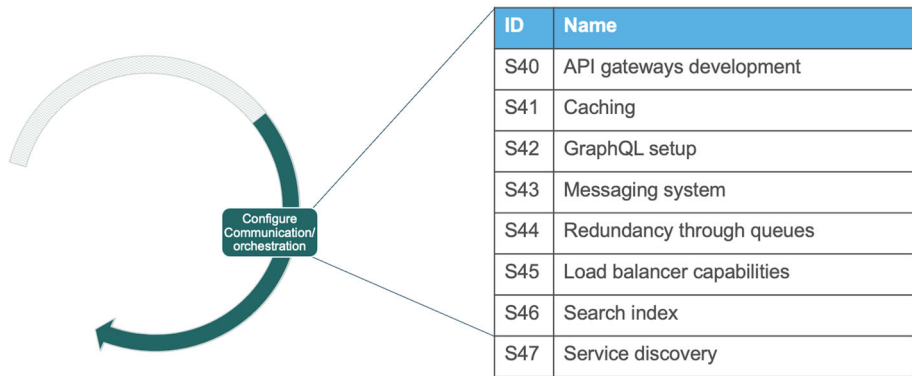 Configure
Communication/
orchestration
ID Name
S40 API gateways development
S41 Caching
S42 GraphQL setup
S43 Messaging system
S44 Redundancy through queues
S45 Load balancer capabilities
S46 Search index
S47 Service discovery